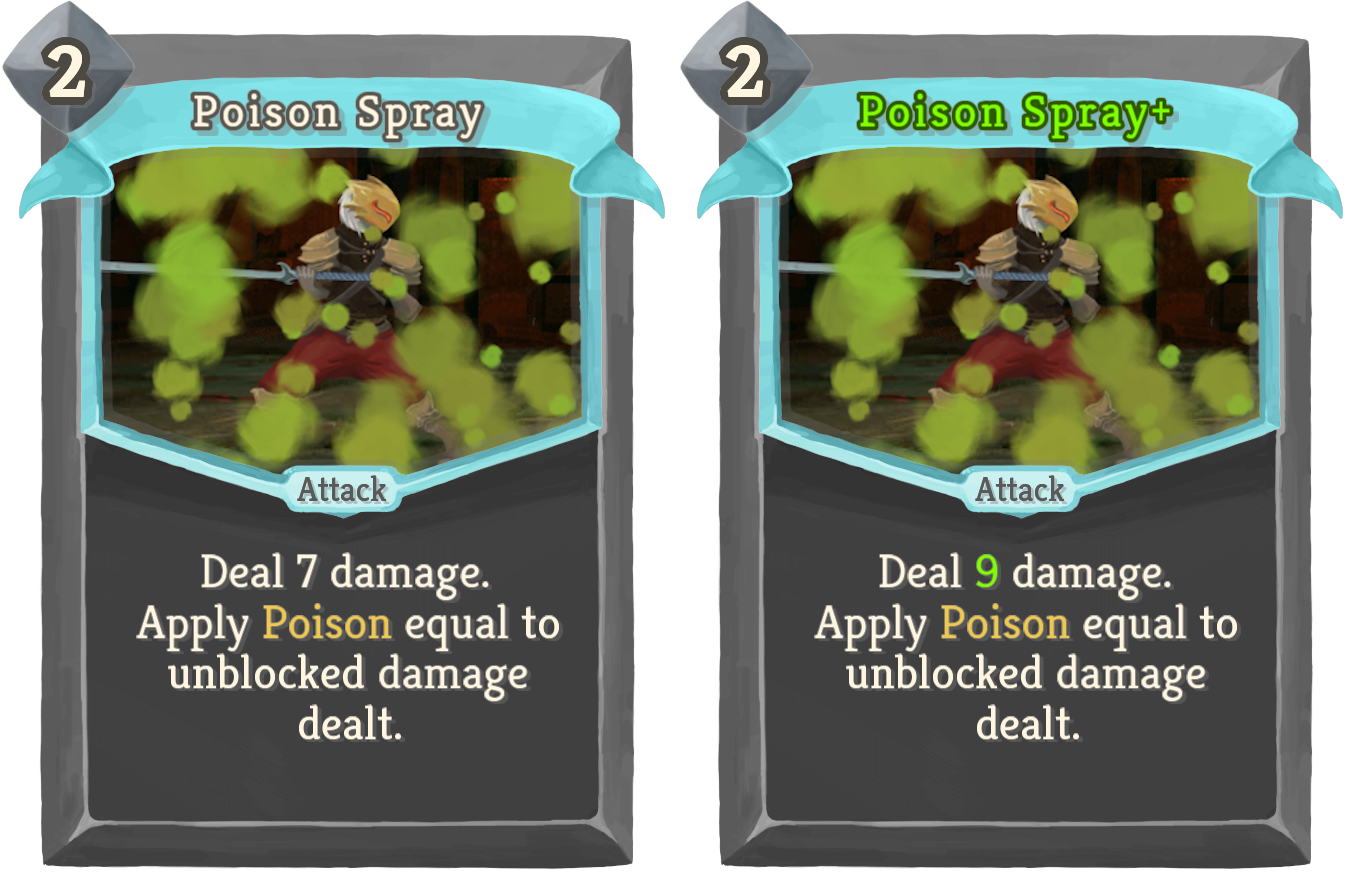 2
Poison Spray
Attack
Deal 7 damage.
Apply Poison equal to
unblocked damage
dealt.
2
Poison Spray+
Attack
Deal 9 damage.
Apply Poison equal to
unblocked damage
dealt.